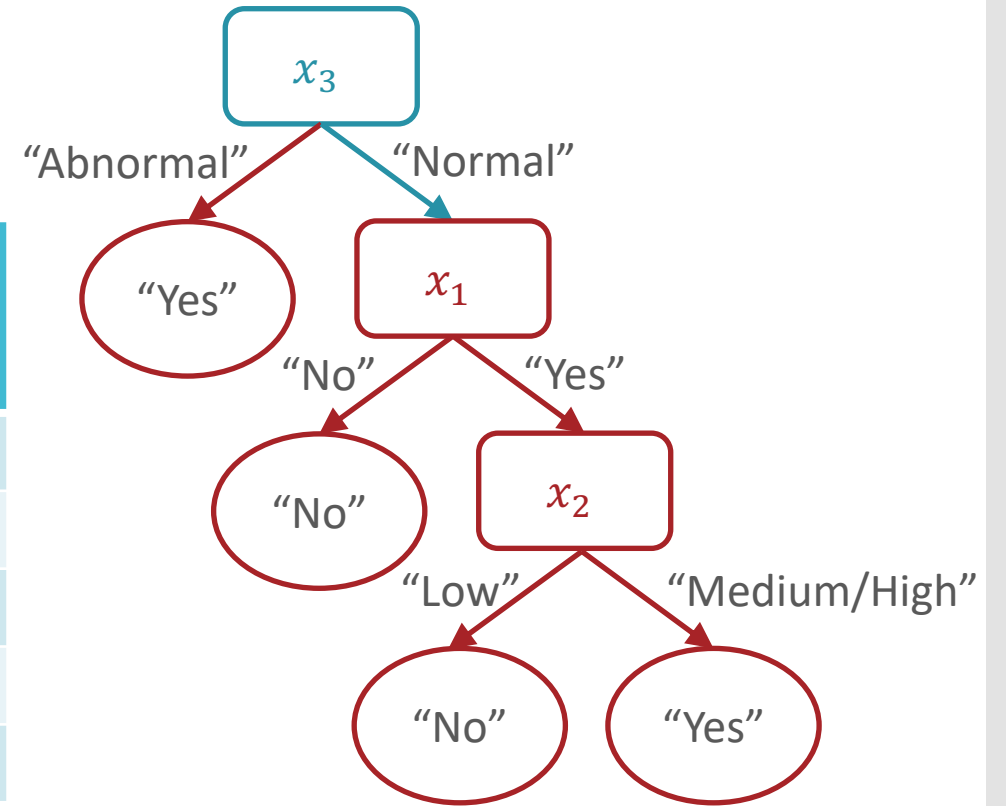 x₃
“Abnormal” “Normal”
“Yes”
x₁
“No” “Yes”
“No”
x₂
“Low” “Medium/High”
“No” “Yes”